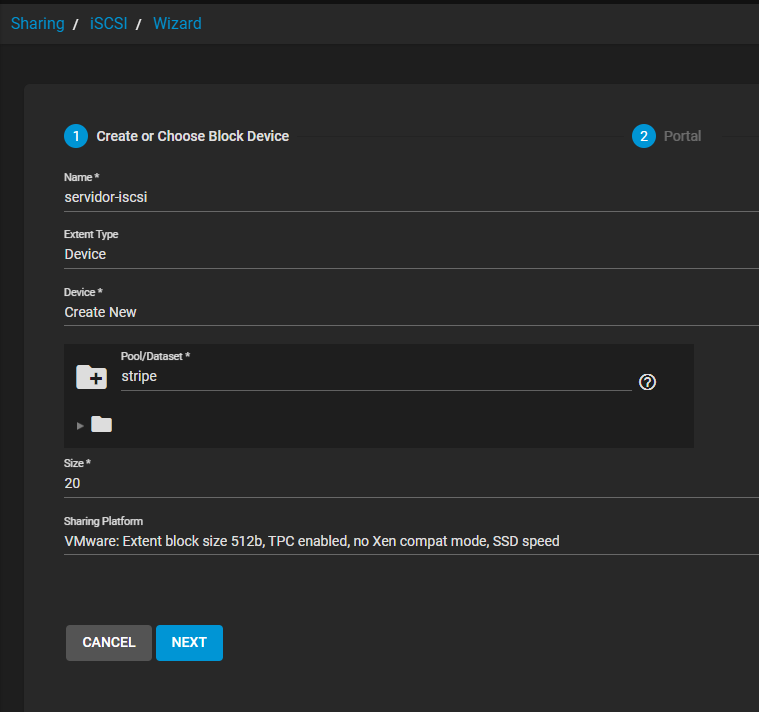 Sharing / iSCSI / Wizard
1 Create or Choose Block Device
2 Portal
Name *
servidor-iscsi
Extent Type
Device
Device *
Create New
Pool/Dataset *
stripe
Size *
20
Sharing Platform
VMware: Extent block size 512b, TPC enabled, no Xen compat mode, SSD speed
CANCEL NEXT